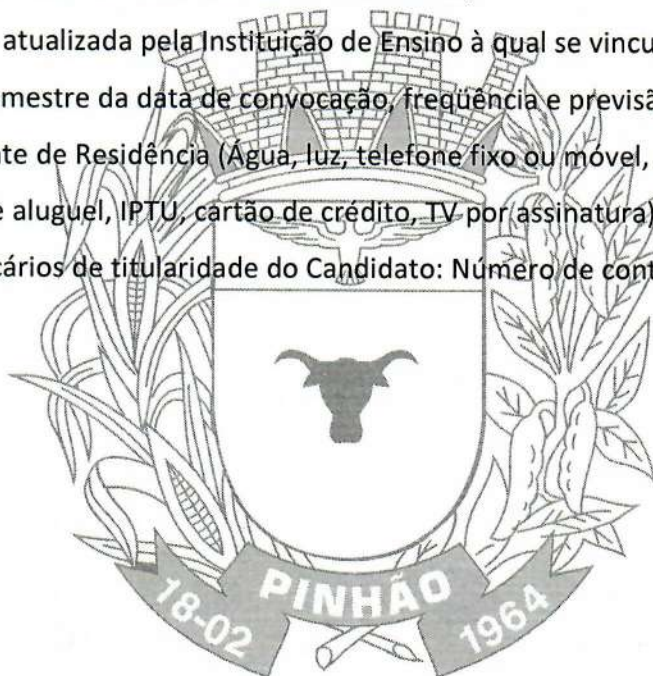 atualizada pela Instituição de Ensino à qual se vincu
mestre da data de convocação, freqüência e previsã
te de Residência (Água, luz, telefone fixo ou móvel,
e aluguel, IPTU, cartão de crédito, TV por assinatura)
cários de titularidade do Candidato: Número de cont
18-02 PINHÃO 1964